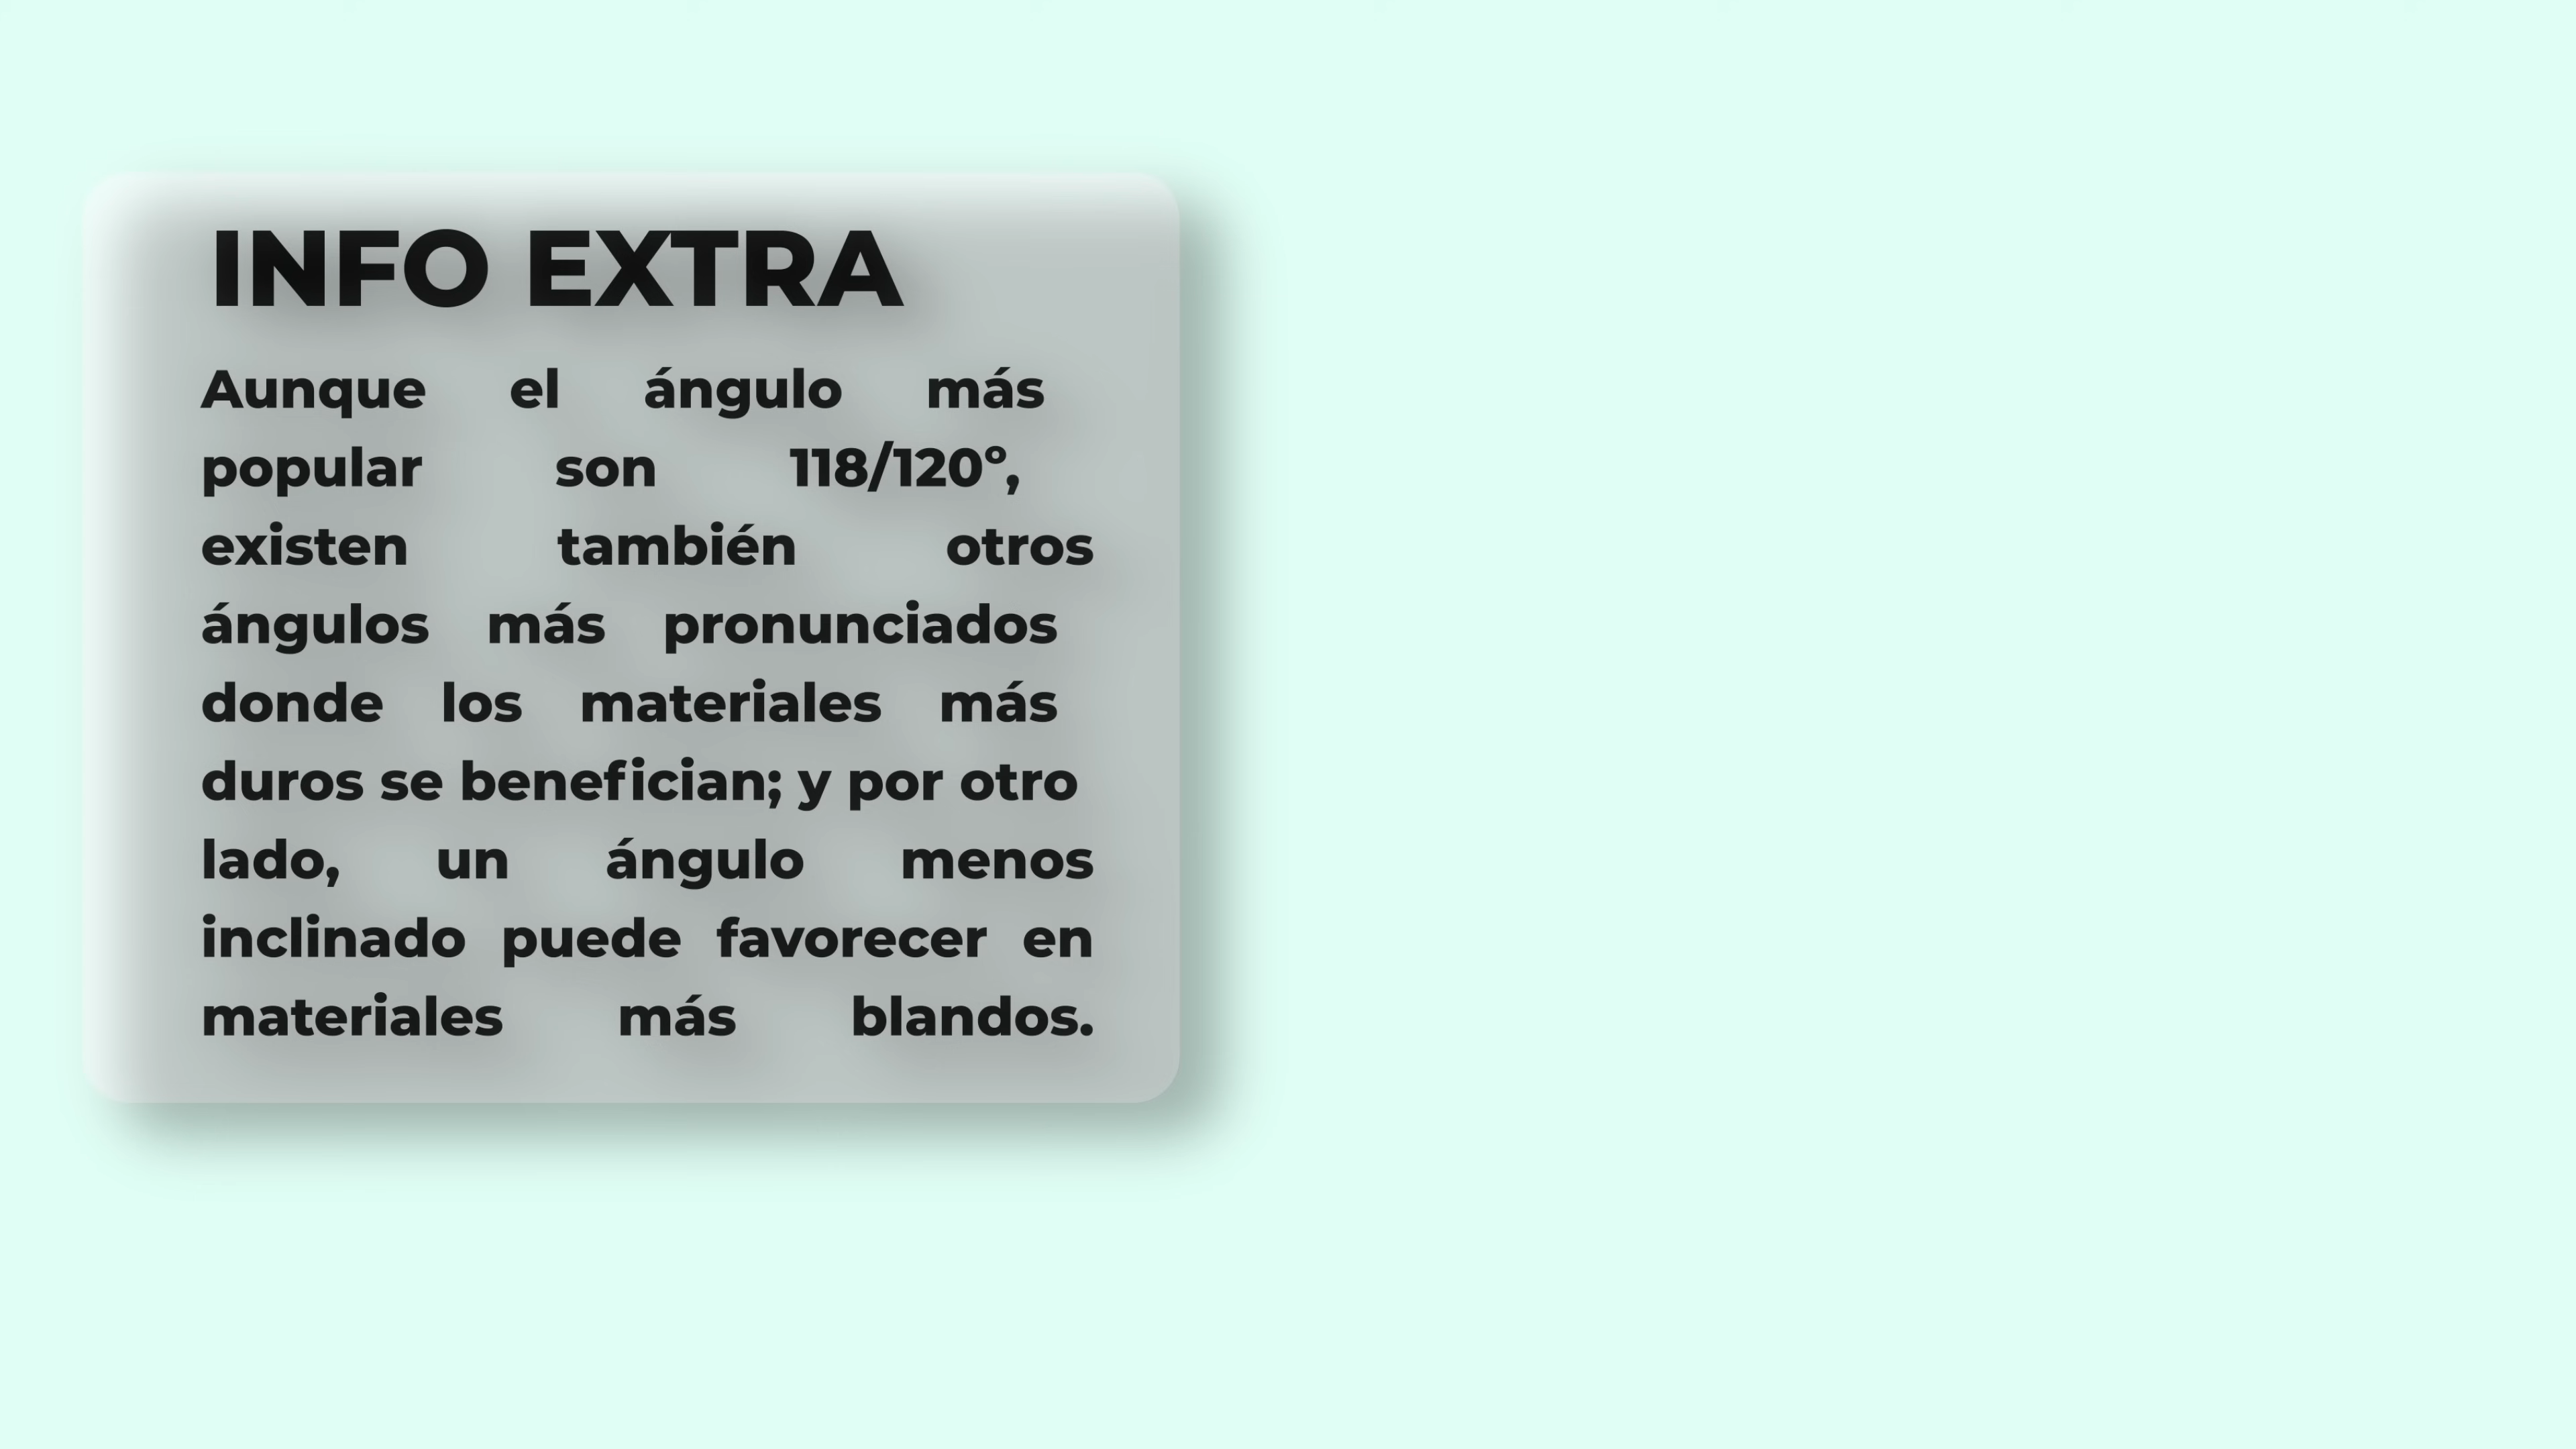 INFO EXTRA
Aunque el ángulo más
popular son 118/120º,
existen también otros
ángulos más pronunciados
donde los materiales más
duros se benefician; y por otro
lado, un ángulo menos
inclinado puede favorecer en
materiales más blandos.